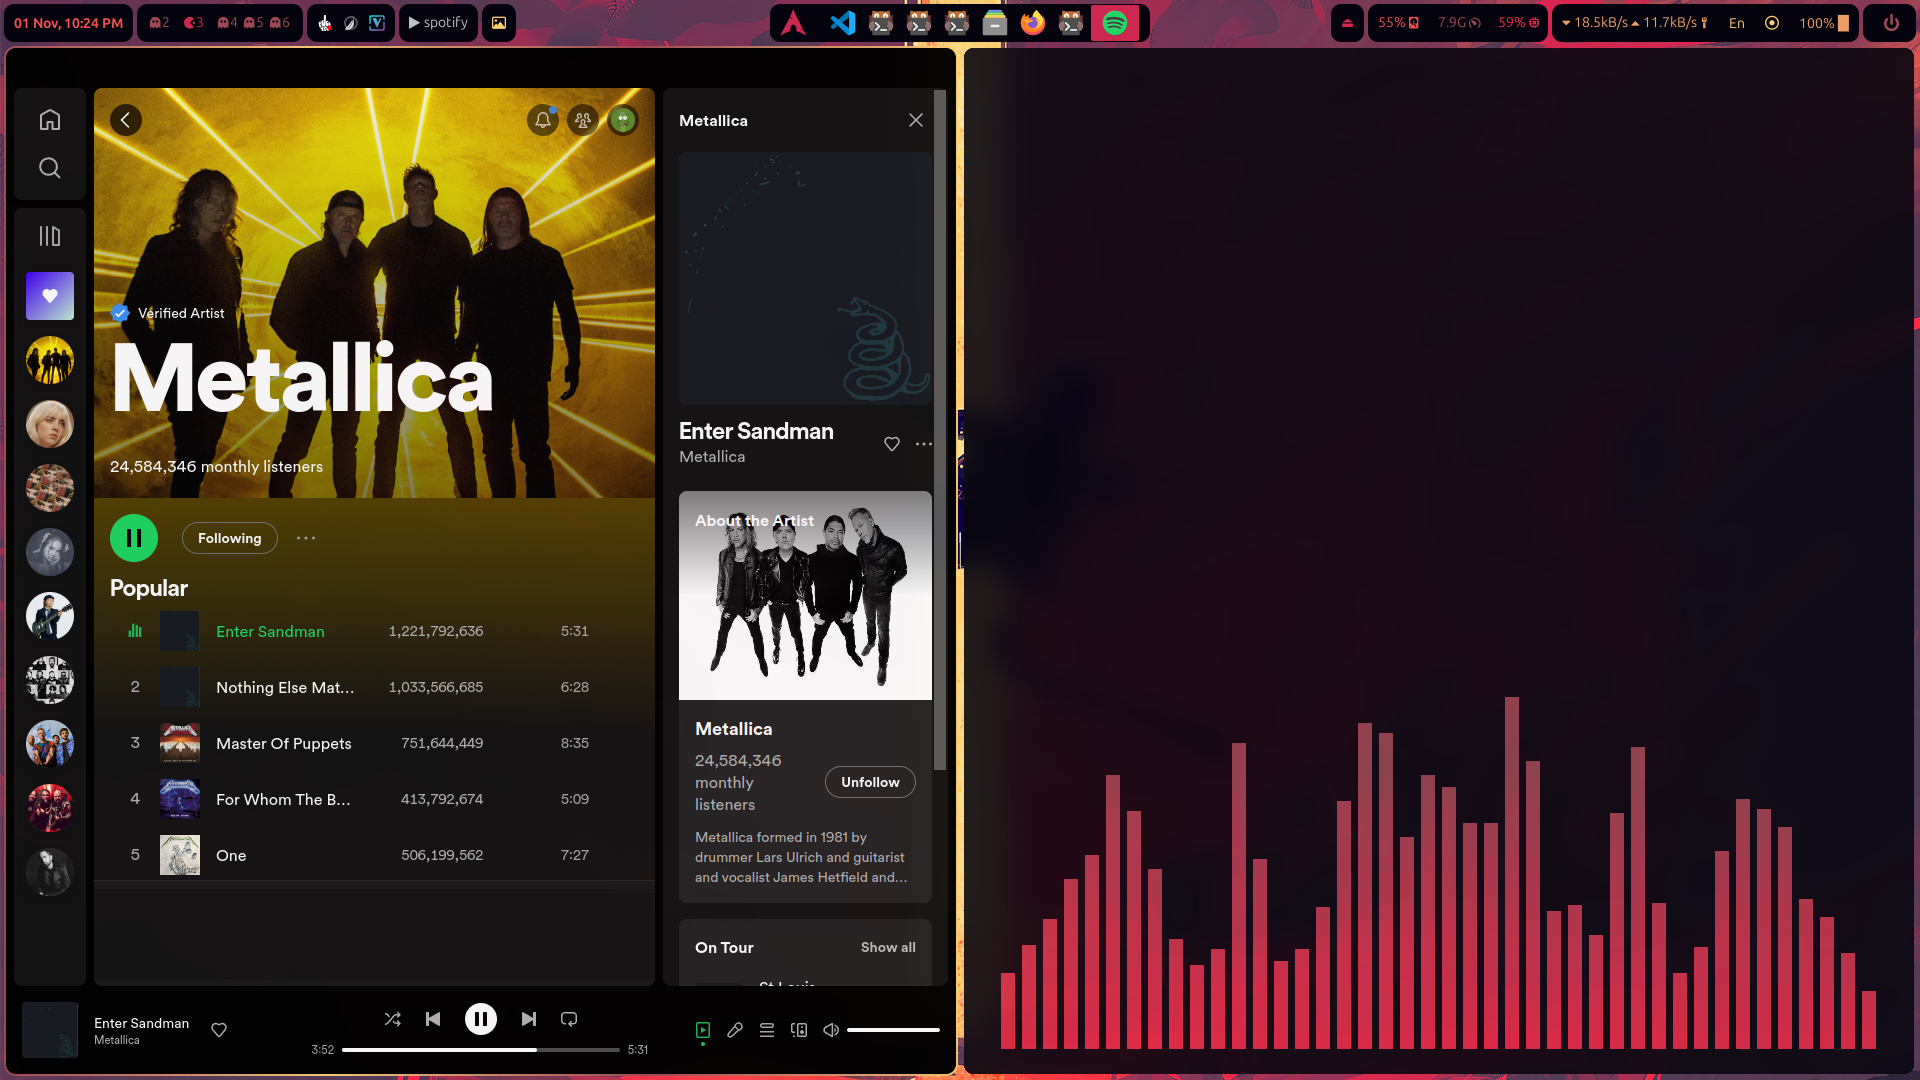 01 Nov, 10:24 PM
2
3
4
5
6
spotify
55%
7.9G
59%
18.5kB/s
11.7kB/s
En
100%
Verified Artist
Metallica
24,584,346 monthly listeners
Following
Popular
Enter Sandman 1,221,792,636 5:31
2 Nothing Else Mat... 1,033,566,685 6:28
3 Master Of Puppets 751,644,449 8:35
4 For Whom The B... 413,792,674 5:09
5 One 506,199,562 7:27
Metallica
Enter Sandman
Metallica
About the Artist
Metallica
24,584,346
monthly
listeners
Unfollow
Metallica formed in 1981 by
drummer Lars Ulrich and guitarist
and vocalist James Hetfield and...
On Tour
Show all
St Louis
Enter Sandman
Metallica
3:52
5:31